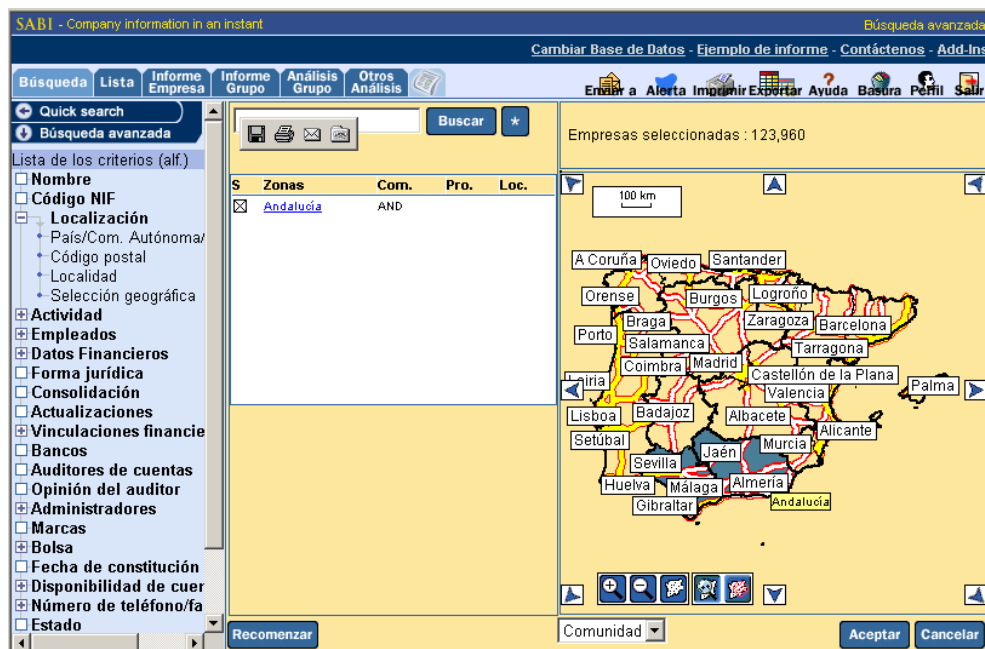 SABI - Company information in an instant
Búsqueda avanzada
Cambiar Base de Datos - Ejemplo de informe - Contáctenos - Add-Ins
Búsqueda
Lista
Informe Empresa
Informe Grupo
Análisis Grupo
Otros Análisis
Enviar a
Alerta
Imprimir
Exportar
Ayuda
Basura
Perfil
Salir
Quick search
Búsqueda avanzada
Lista de los criterios (alf.)
Nombre
Código NIF
Localización
País/Com. Autónoma/
Código postal
Localidad
Selección geográfica
Actividad
Empleados
Datos Financieros
Forma jurídica
Consolidación
Actualizaciones
Vinculaciones financie
Bancos
Auditores de cuentas
Opinión del auditor
Administradores
Marcas
Bolsa
Fecha de constitución
Disponibilidad de cuer
Número de teléfono/fa
Estado
Buscar
*
S Zonas Com. Pro. Loc.
Andalucía AND
Recomenzar
Empresas seleccionadas : 123,960
100 km
A Coruña
Oviedo
Santander
Orense
Burgos
Logroño
Braga
Zaragoza
Barcelona
Porto
Salamanca
Tarragona
Coimbra
Madrid
Castellón de la Plana
Leiria
Valencia
Palma
Lisboa
Badajoz
Albacete
Alicante
Setúbal
Murcia
Jaén
Sevilla
Huelva
Málaga
Almería
Gibraltar
Andalucía
Comunidad
Aceptar
Cancelar